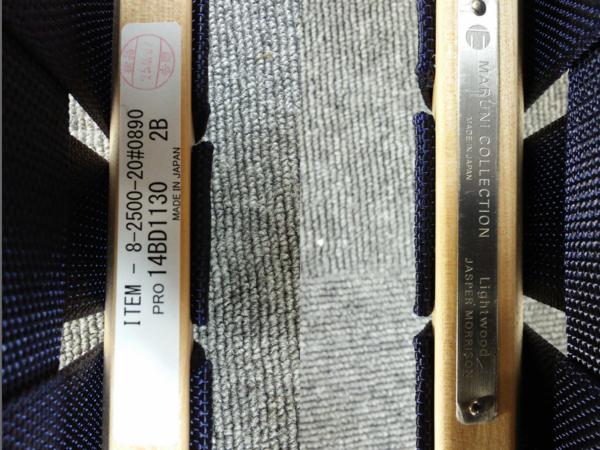 ITEM - 8-2500-20#0890
PRO 14BD1130 2B
MADE IN JAPAN
MARUNI COLLECTION
MADE IN JAPAN
Lightwood
JASPER MORRISON